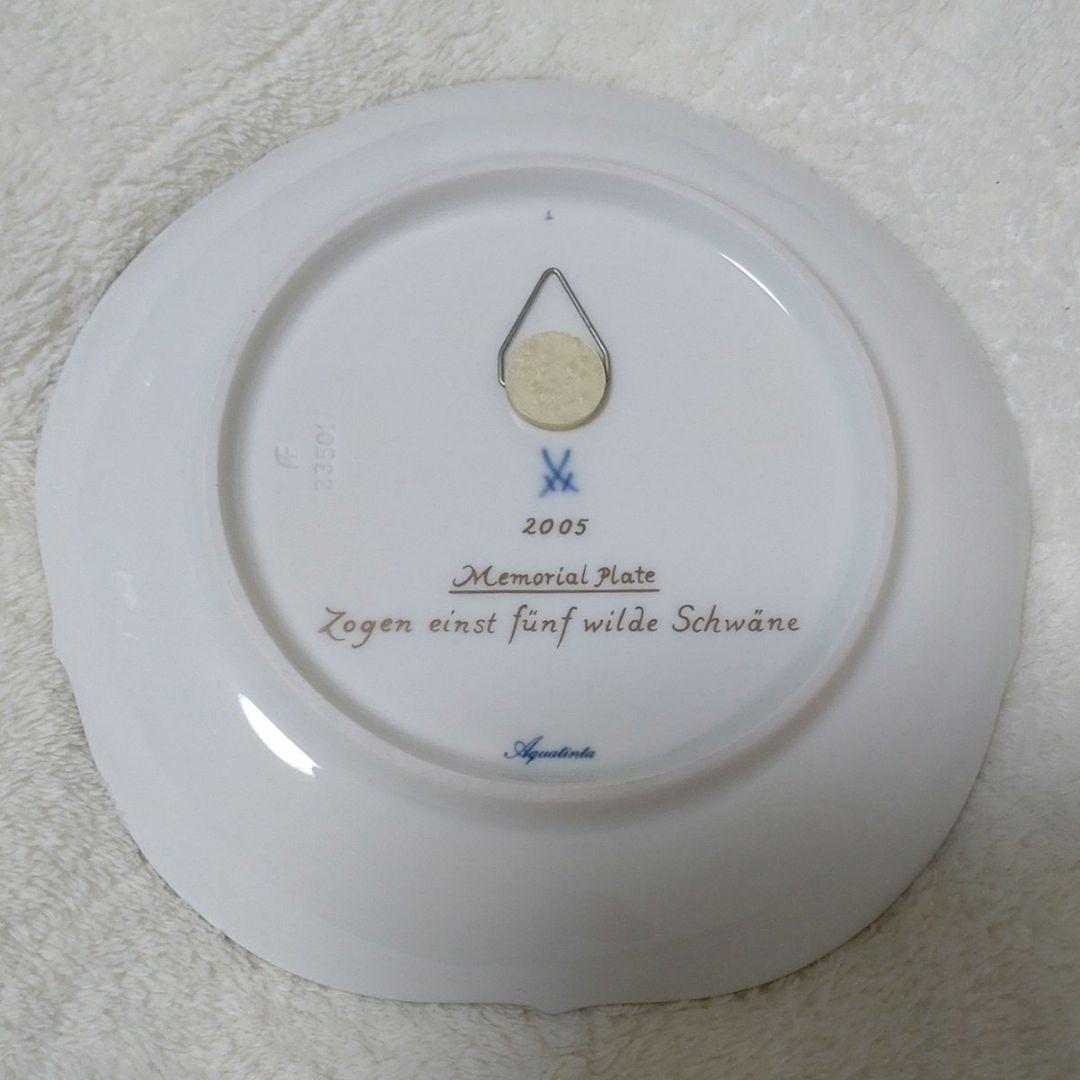 2005
Memorial Plate
Zogen einst fünf wilde Schwäne
Aquatinta
23501